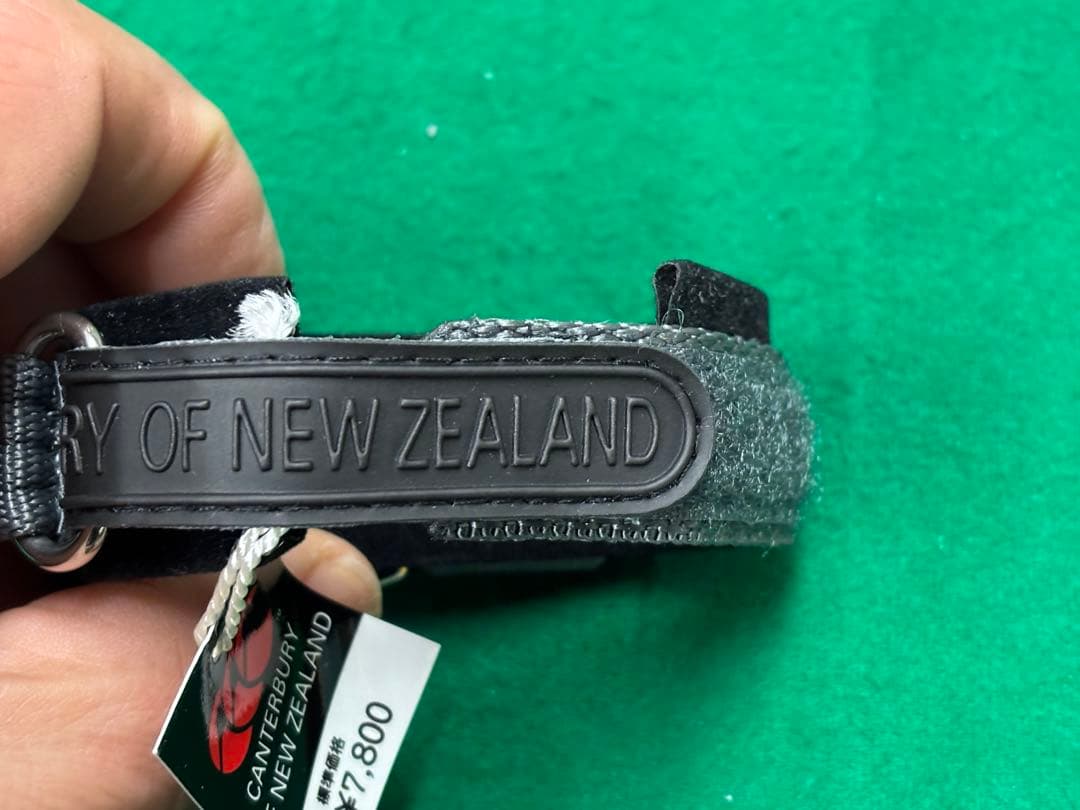 RY OF NEW ZEALAND
CANTERBURY
F NEW ZEALAND
標準価格
¥7,800